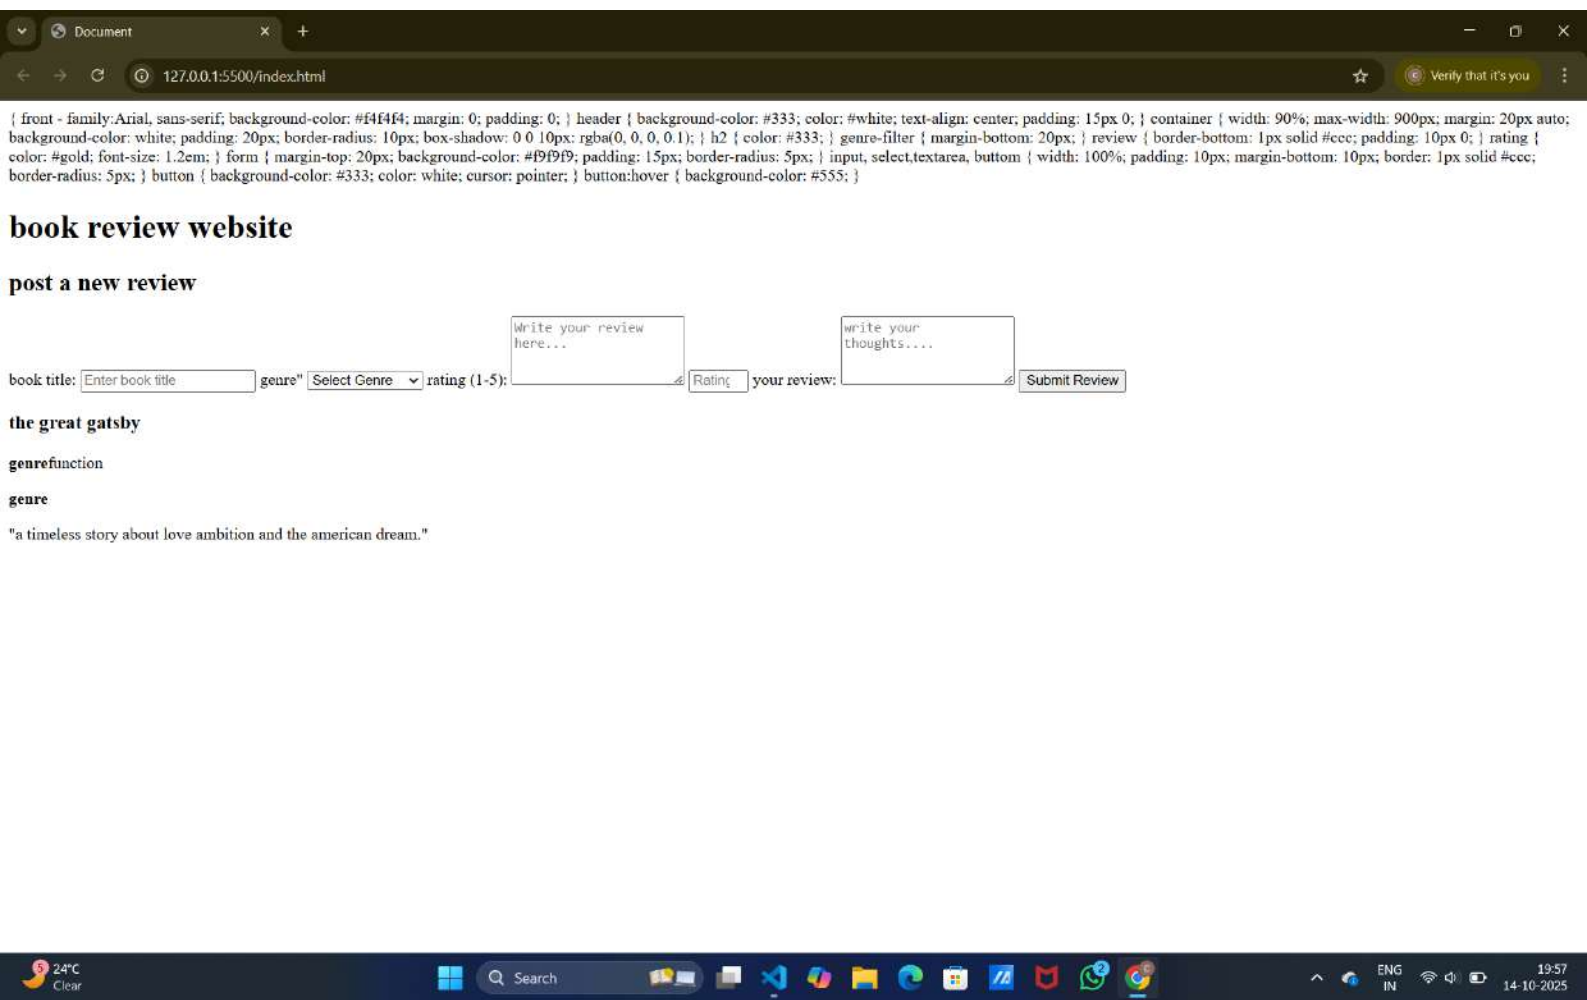 Document
127.0.0.1:5500/index.html
Verify that it's you
{ front - family:Arial, sans-serif; background-color: #f4f4f4; margin: 0; padding: 0; } header { background-color: #333; color: #white; text-align: center; padding: 15px 0; } container { width: 90%; max-width: 900px; margin: 20px auto;
background-color: white; padding: 20px; border-radius: 10px; box-shadow: 0 0 10px: rgba(0, 0, 0, 0.1); } h2 { color: #333; } genre-filter { margin-bottom: 20px; } review { border-bottom: 1px solid #ccc; padding: 10px 0; } rating {
color: #gold; font-size: 1.2em; } form { margin-top: 20px; background-color: #f9f9f9; padding: 15px; border-radius: 5px; } input, select,textarea, buttom { width: 100%; padding: 10px; margin-bottom: 10px; border: 1px solid #ccc;
border-radius: 5px; } button { background-color: #333; color: white; cursor: pointer; } button:hover { background-color: #555; }
book review website
post a new review
Write your review
here...
write your
thoughts....
book title: Enter book title genre" Select Genre rating (1-5): Rating your review: Submit Review
the great gatsby
genrefunction
genre
"a timeless story about love ambition and the american dream."
5
24°C
Clear
Search
2
ENG
IN
19:57
14-10-2025